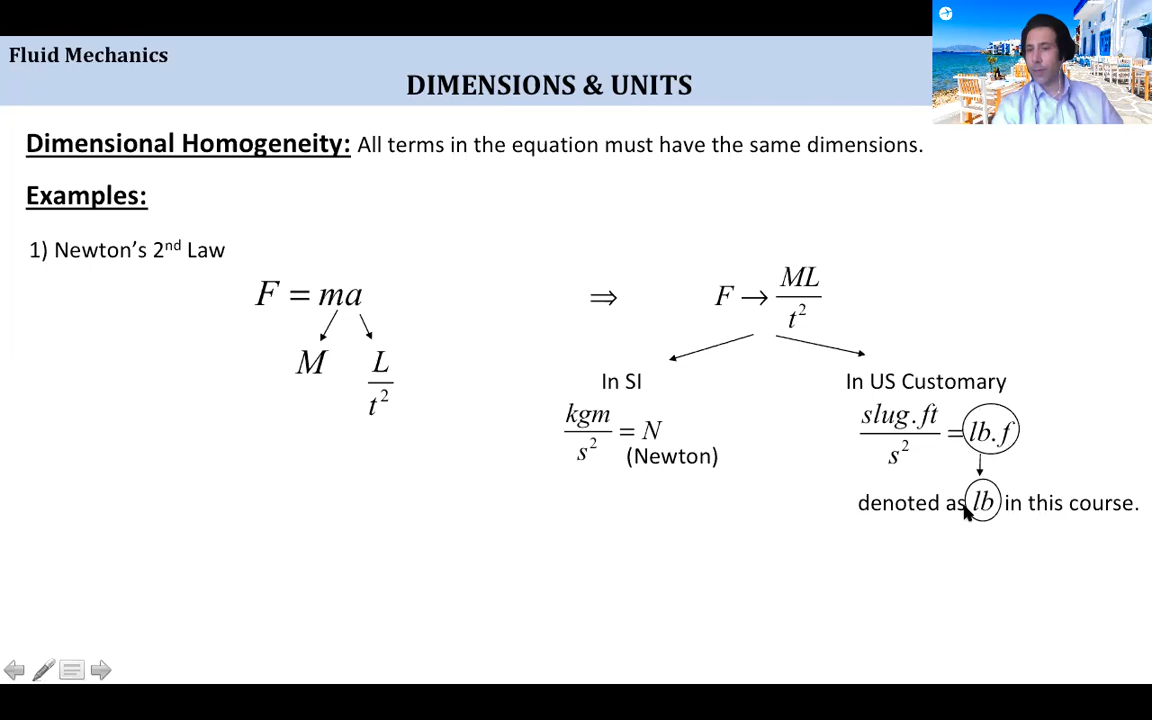 Fluid Mechanics
DIMENSIONS & UNITS
Dimensional Homogeneity: All terms in the equation must have the same dimensions.
Examples:
1) Newton’s 2nd Law
F = ma ⇒ F → ML/t²
M L/t²
In SI In US Customary
kgm/s² = N slug.ft/s² = lb.f
(Newton)
denoted as lb in this course.